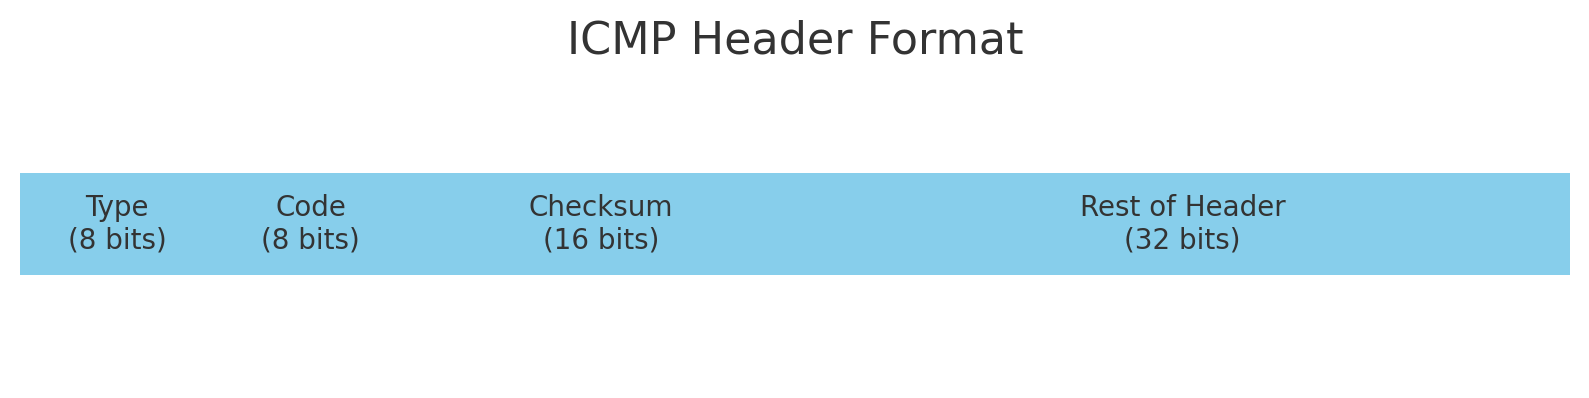 ICMP Header Format
Type
(8 bits)
Code
(8 bits)
Checksum
(16 bits)
Rest of Header
(32 bits)